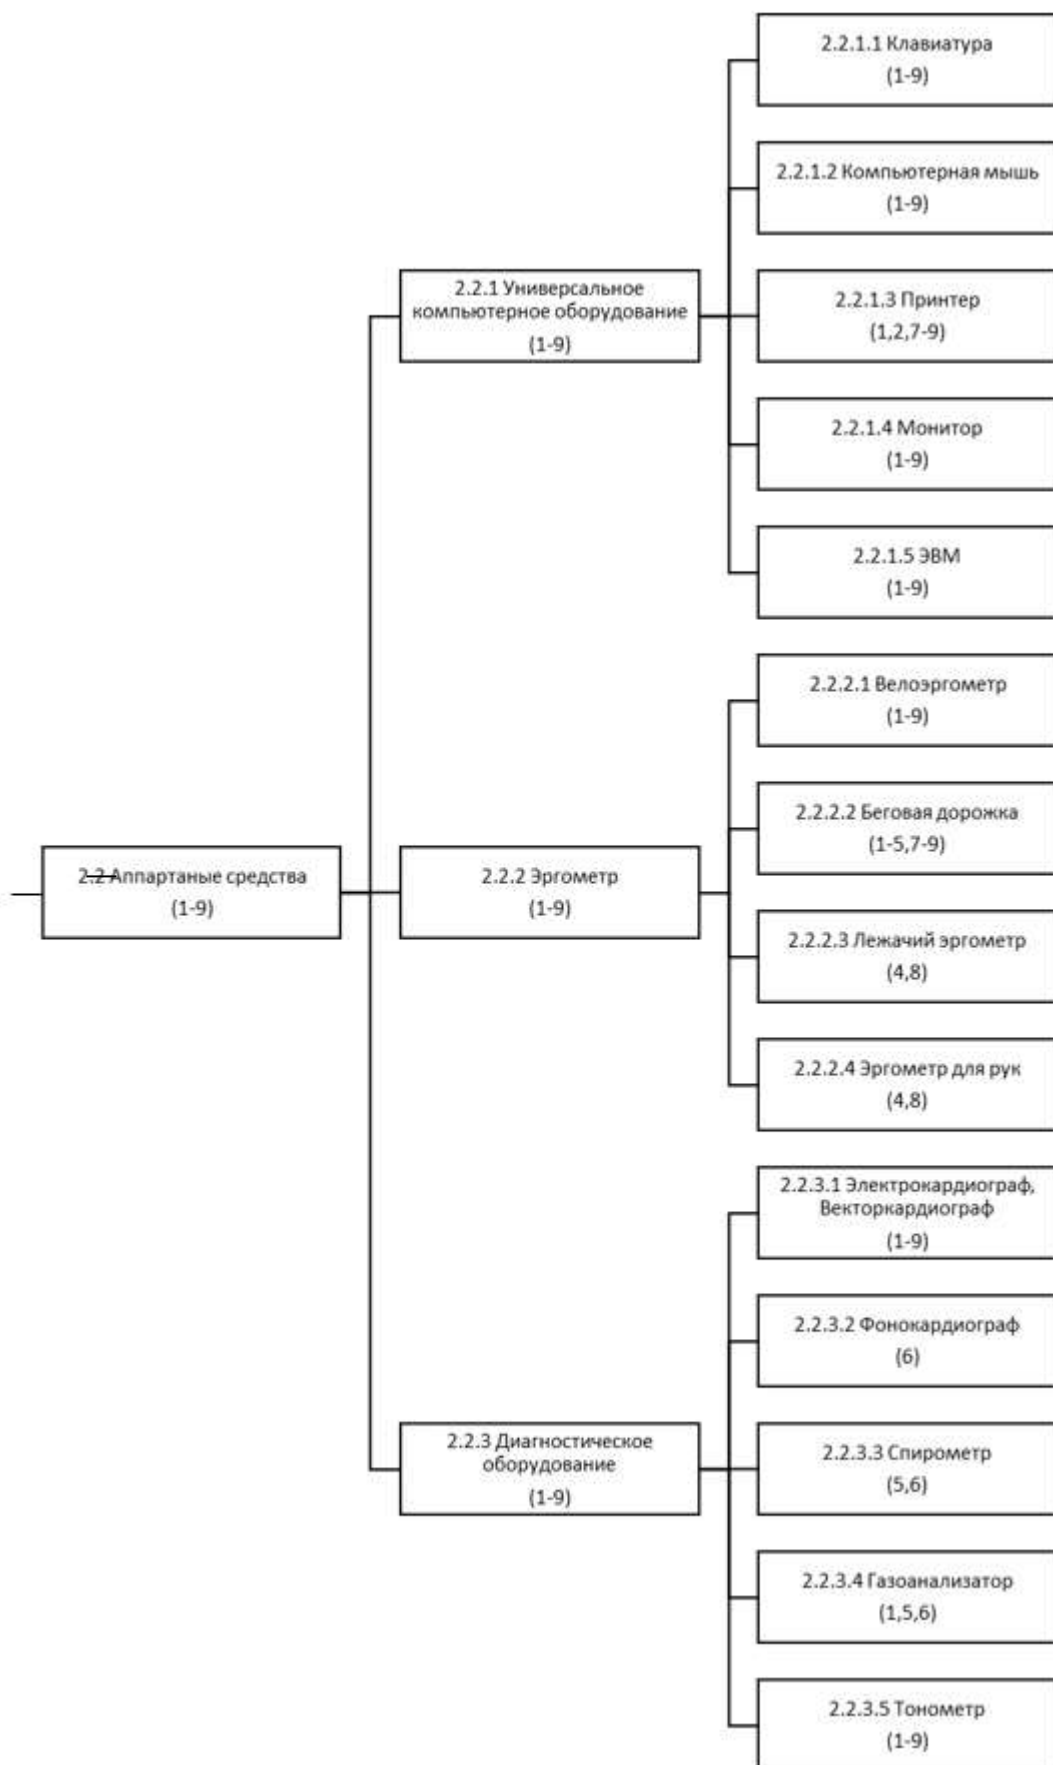 2.2.1.1 Клавиатура
(1-9)
2.2.1.2 Компьютерная мышь
(1-9)
2.2.1 Универсальное
компьютерное оборудование
(1-9)
2.2.1.3 Принтер
(1,2,7-9)
2.2.1.4 Монитор
(1-9)
2.2.1.5 ЭВМ
(1-9)
2.2.2.1 Велоэргометр
(1-9)
2.2.2.2 Беговая дорожка
(1-5,7-9)
2.2 Аппартаные средства
(1-9)
2.2.2 Эргометр
(1-9)
2.2.2.3 Лежачий эргометр
(4,8)
2.2.2.4 Эргометр для рук
(4,8)
2.2.3.1 Электрокардиограф,
Векторкардиограф
(1-9)
2.2.3.2 Фонокардиограф
(6)
2.2.3 Диагностическое
оборудование
(1-9)
2.2.3.3 Спирометр
(5,6)
2.2.3.4 Газоанализатор
(1,5,6)
2.2.3.5 Тонометр
(1-9)